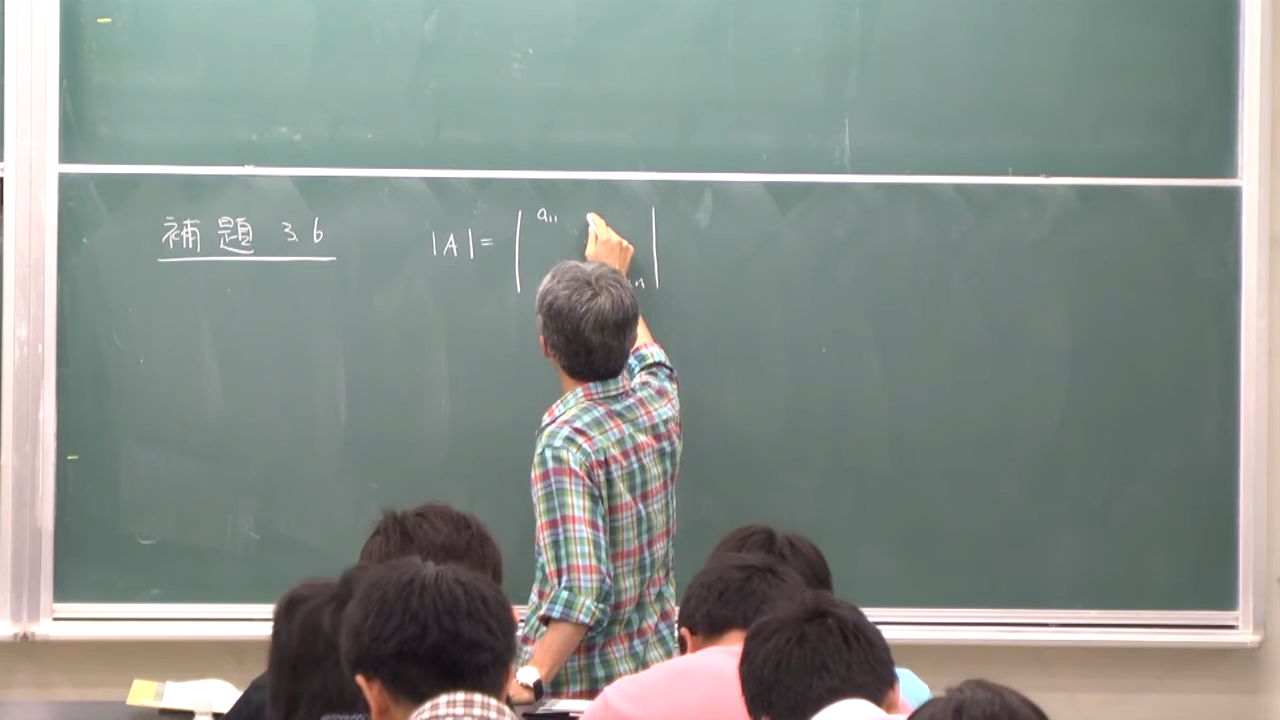 補題 3.6 |A| = | a11 n |